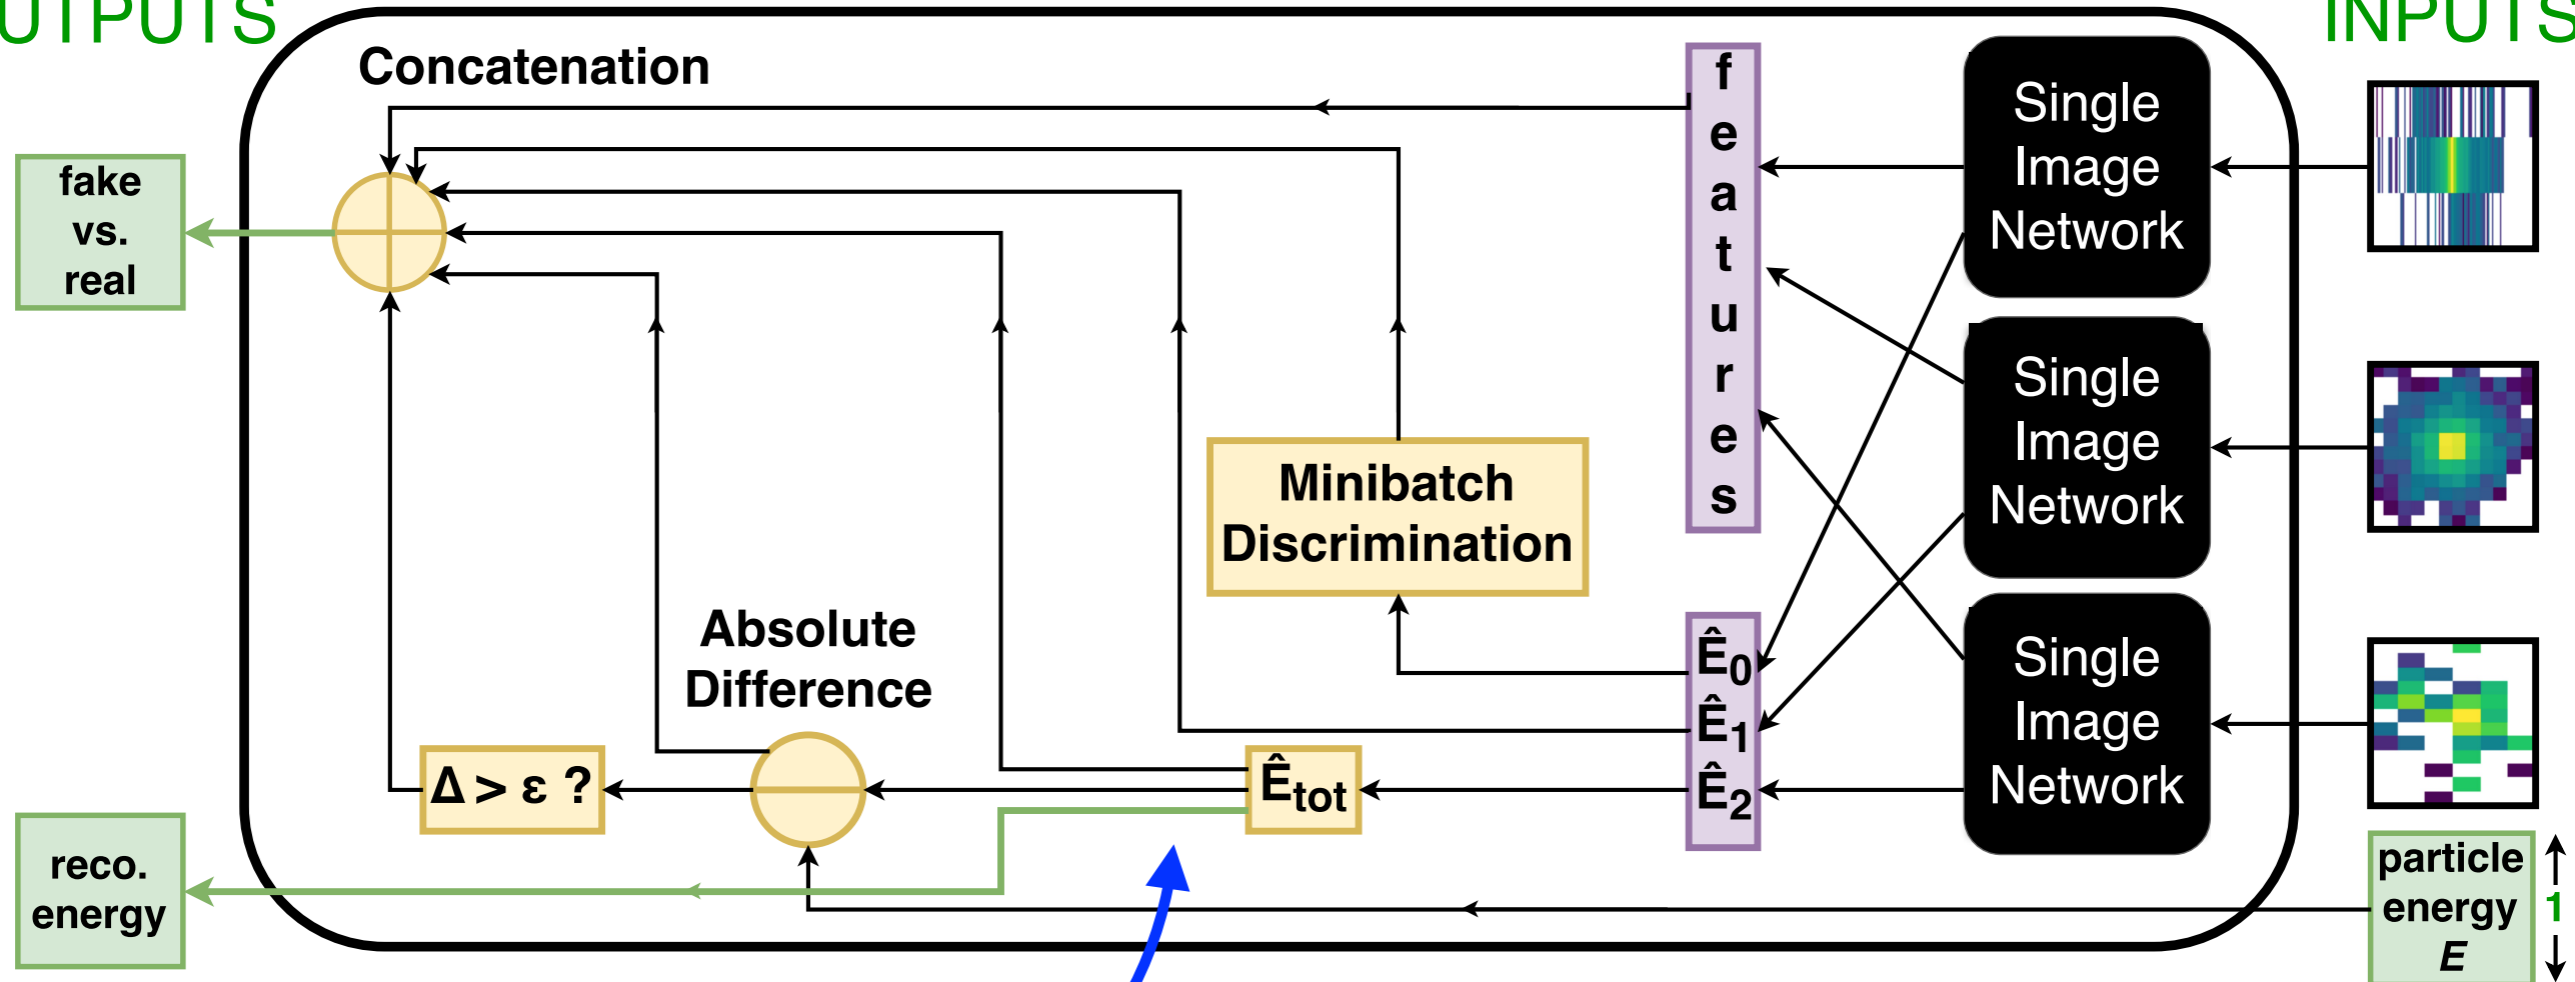 UTPUTS
INPUTS
Concatenation
fake
vs.
real
features
Single
Image
Network
Single
Image
Network
Minibatch
Discrimination
Absolute
Difference
Ê0
Ê1
Ê2
Single
Image
Network
Δ > ε ?
Êtot
reco.
energy
particle
energy
E
1